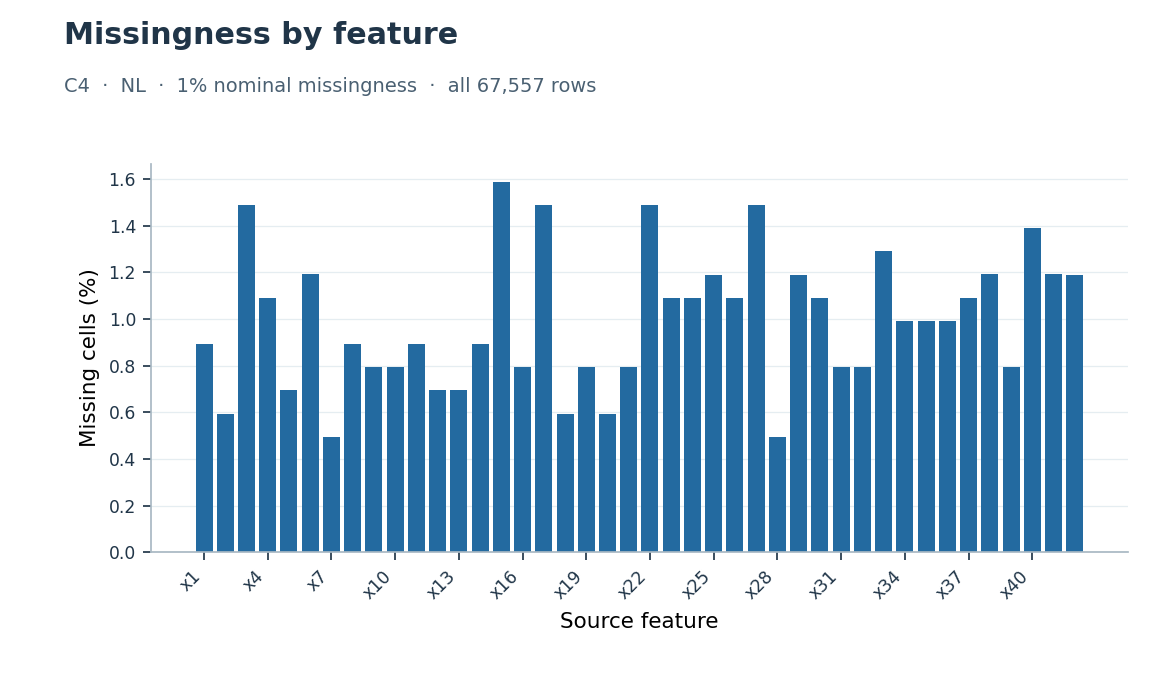 Missingness by feature
C4 · NL · 1% nominal missingness · all 67,557 rows
Missing cells (%)
1.6
1.4
1.2
1.0
0.8
0.6
0.4
0.2
0.0
x1 x4 x7 x10 x13 x16 x19 x22 x25 x28 x31 x34 x37 x40
Source feature